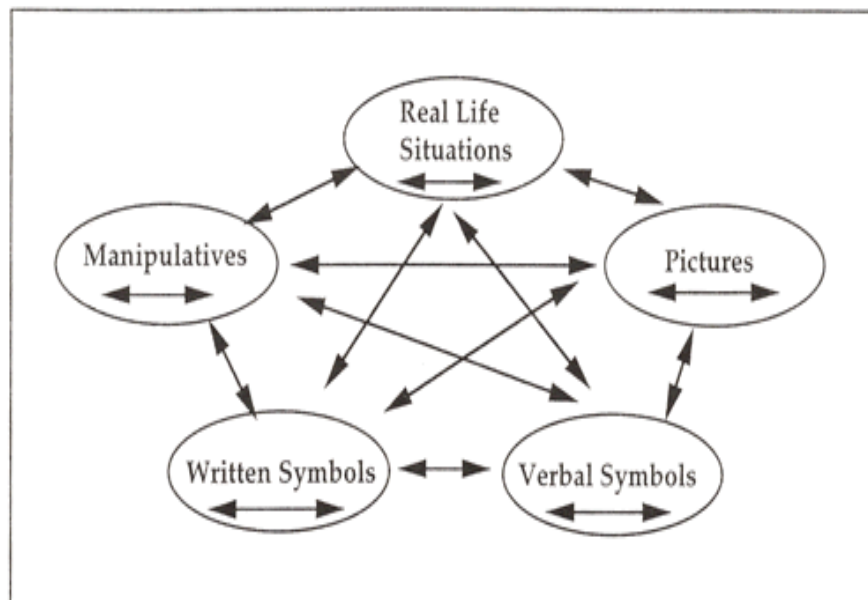 Real Life
Situations
Manipulatives
Pictures
Written Symbols
Verbal Symbols